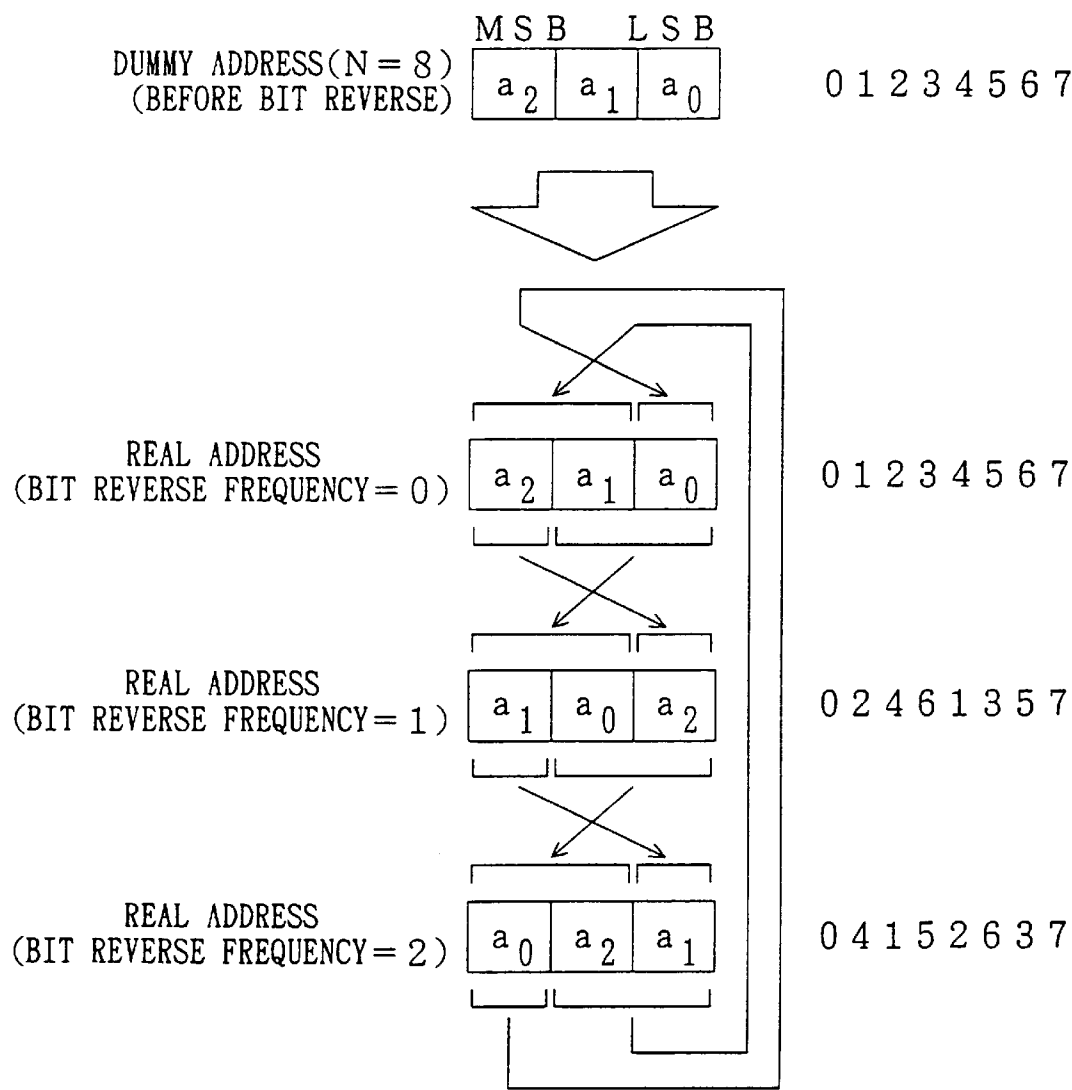 MSB LSB
DUMMY ADDRESS(N=8) a2 a1 a0 0 1 2 3 4 5 6 7
(BEFORE BIT REVERSE)
REAL ADDRESS
(BIT REVERSE FREQUENCY=0) a2 a1 a0 0 1 2 3 4 5 6 7
REAL ADDRESS
(BIT REVERSE FREQUENCY=1) a1 a0 a2 0 2 4 6 1 3 5 7
REAL ADDRESS
(BIT REVERSE FREQUENCY=2) a0 a2 a1 0 4 1 5 2 6 3 7